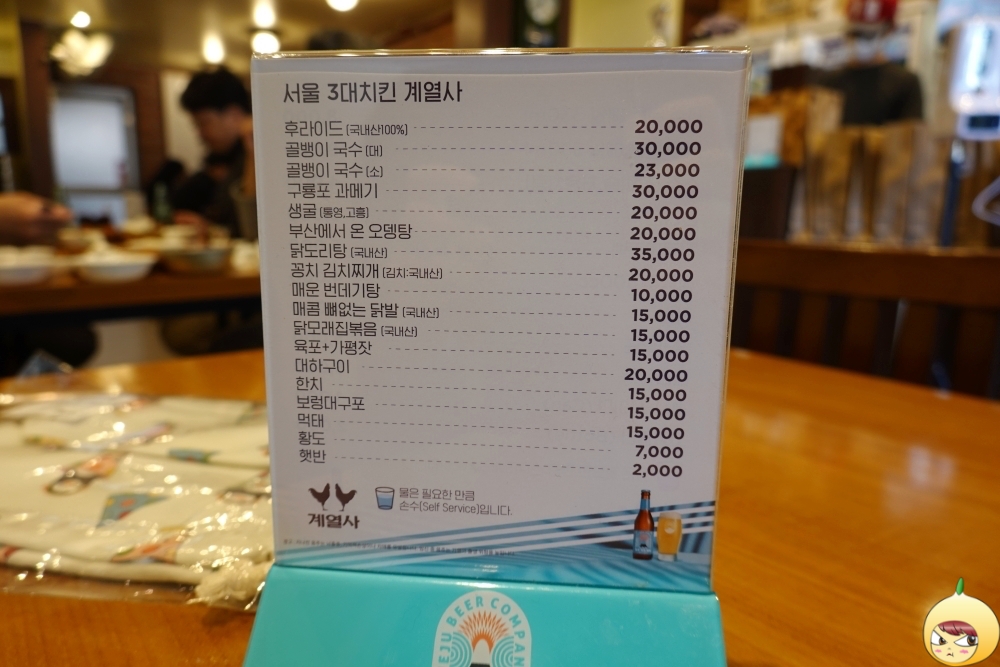 서울 3대치킨 계열사
후라이드 (국내산100%) 20,000
골뱅이 국수 (대) 30,000
골뱅이 국수 (소) 23,000
구룡포 과메기 30,000
생굴 (통영,고흥) 20,000
부산에서 온 오뎅탕 20,000
닭도리탕 (국내산) 35,000
꽁치 김치찌개 (김치:국내산) 20,000
매운 번데기탕 10,000
매콤 뼈없는 닭발 (국내산) 15,000
닭모래집볶음 (국내산) 15,000
육포+가평잣 15,000
대하구이 20,000
한치 15,000
보령대구포 15,000
먹태 15,000
황도 7,000
햇반 2,000
계열사
물은 필요한 만큼
손수(Self Service)입니다.
JEJU BEER COMPANY